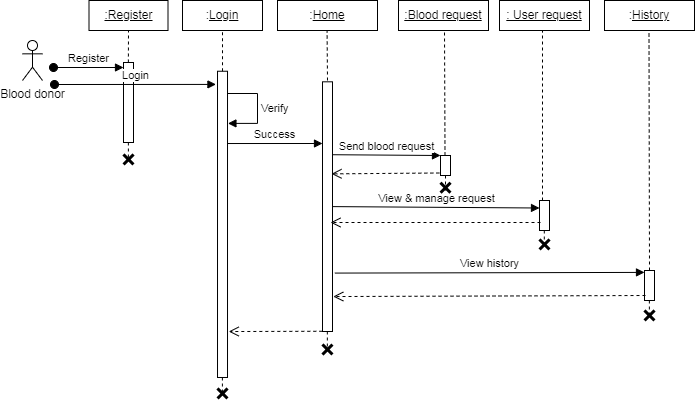 :Register
:Login
:Home
:Blood request
: User request
:History
Register
Login
Blood donor
Verify
Success
Send blood request
View & manage request
View history